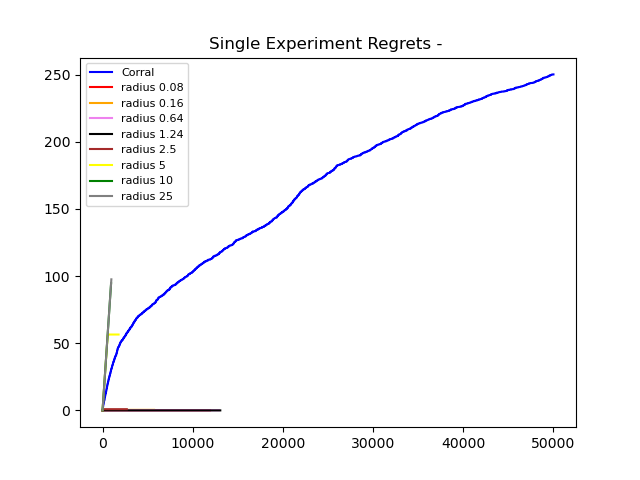 Single Experiment Regrets -
250
200
150
100
50
0
Corral
radius 0.08
radius 0.16
radius 0.64
radius 1.24
radius 2.5
radius 5
radius 10
radius 25
0 10000 20000 30000 40000 50000